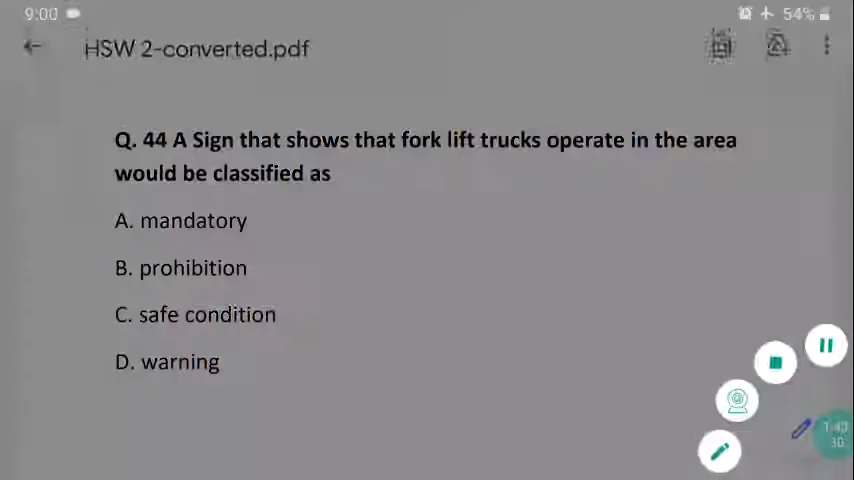 9:00
54%
HSW 2-converted.pdf
Q. 44 A Sign that shows that fork lift trucks operate in the area
would be classified as
A. mandatory
B. prohibition
C. safe condition
D. warning